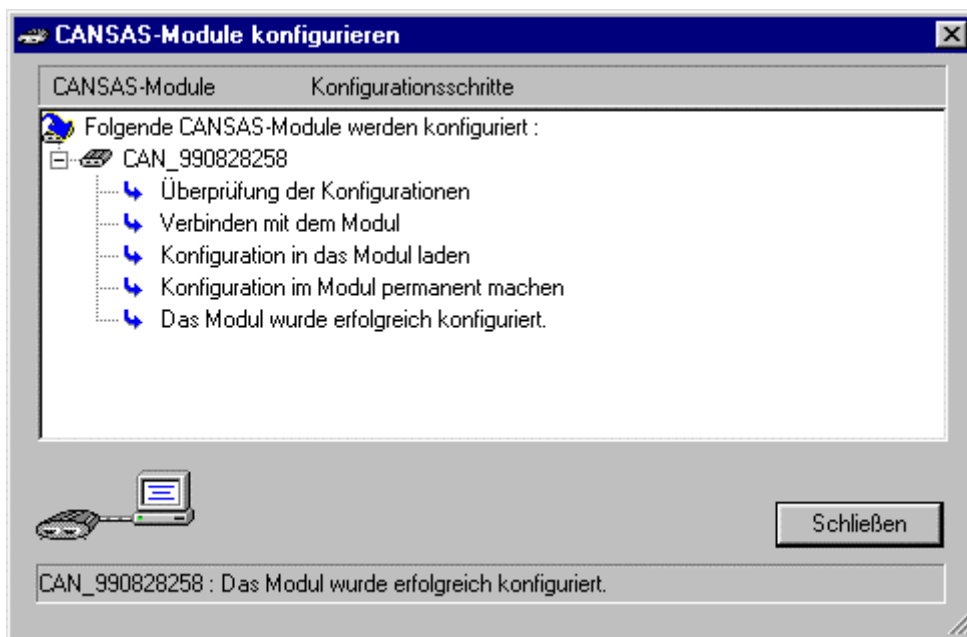 CANSAS-Module konfigurieren
CANSAS-Module Konfigurationsschritte
Folgende CANSAS-Module werden konfiguriert :
CAN_990828258
Überprüfung der Konfigurationen
Verbinden mit dem Modul
Konfiguration in das Modul laden
Konfiguration im Modul permanent machen
Das Modul wurde erfolgreich konfiguriert.
Schließen
CAN_990828258 : Das Modul wurde erfolgreich konfiguriert.